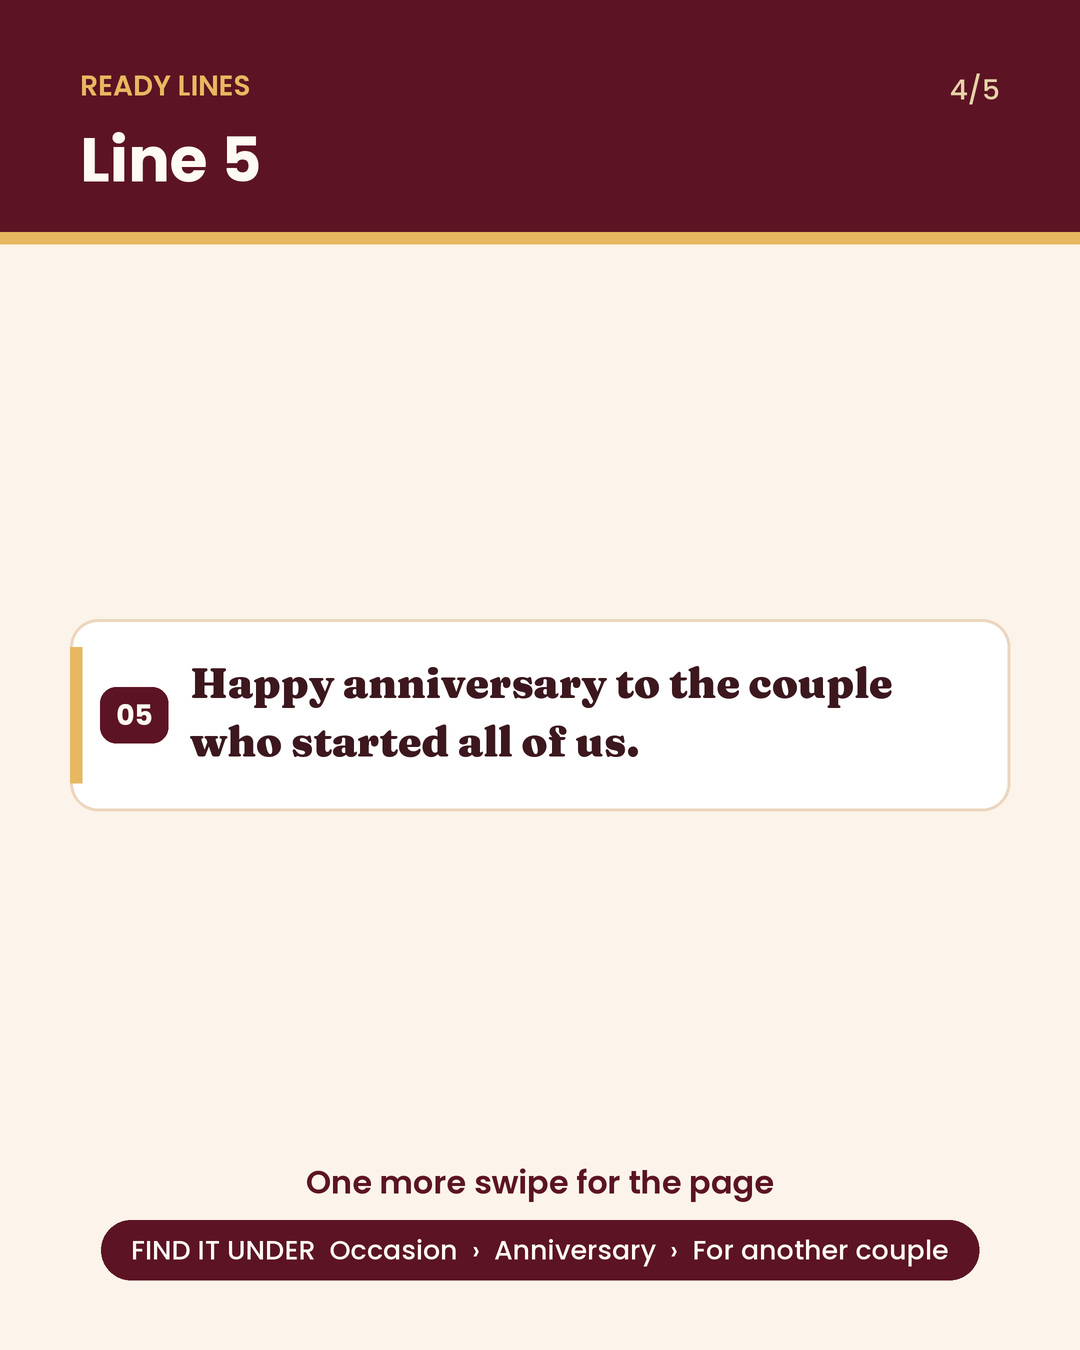 READY LINES
4/5
Line 5
05
Happy anniversary to the couple
who started all of us.
One more swipe for the page
FIND IT UNDER Occasion › Anniversary › For another couple